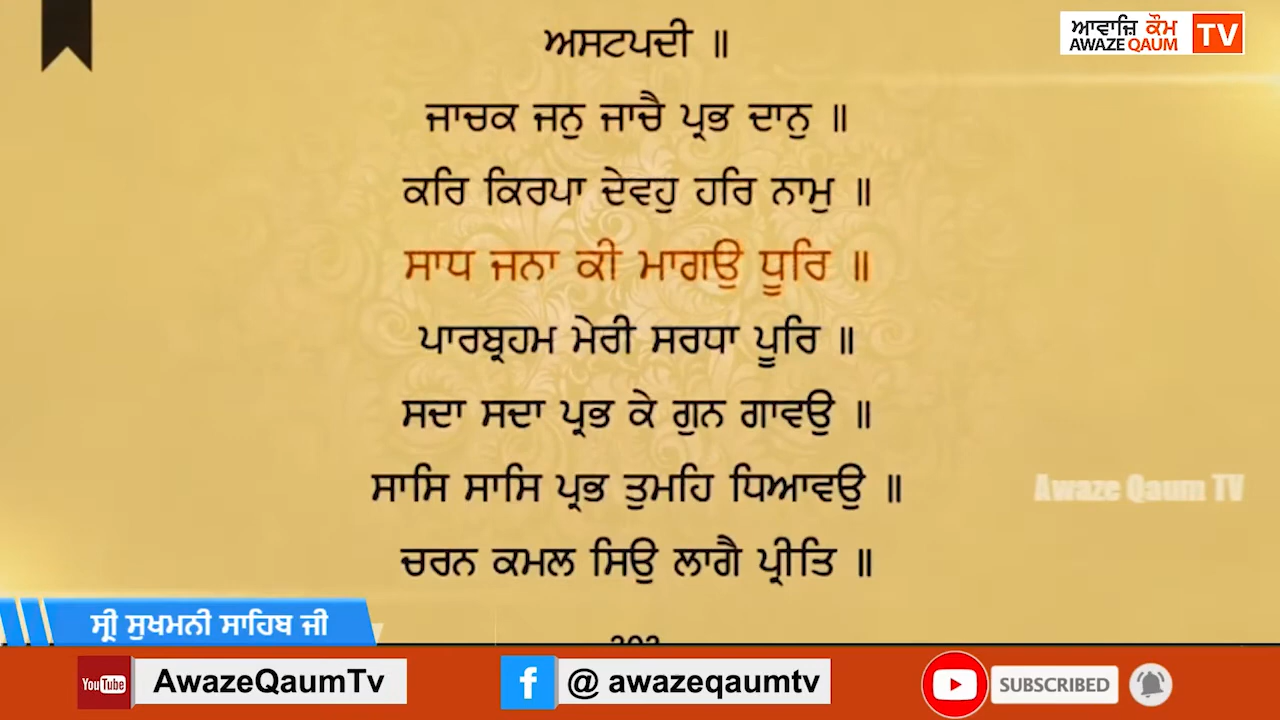 ਆਵਾਜ਼ਿ ਕੌਮ
AWAZE QAUM TV
ਅਸਟਪਦੀ ॥
ਜਾਚਕ ਜਨੁ ਜਾਚੈ ਪ੍ਰਭ ਦਾਨੁ ॥
ਕਰਿ ਕਿਰਪਾ ਦੇਵਹੁ ਹਰਿ ਨਾਮੁ ॥
ਸਾਧ ਜਨਾ ਕੀ ਮਾਗਉ ਧੂਰਿ ॥
ਪਾਰਬ੍ਰਹਮ ਮੇਰੀ ਸਰਧਾ ਪੂਰਿ ॥
ਸਦਾ ਸਦਾ ਪ੍ਰਭ ਕੇ ਗੁਨ ਗਾਵਉ ॥
ਸਾਸਿ ਸਾਸਿ ਪ੍ਰਭ ਤੁਮਹਿ ਧਿਆਵਉ ॥
Awaze Qaum TV
ਚਰਨ ਕਮਲ ਸਿਉ ਲਾਗੈ ਪ੍ਰੀਤਿ ॥
ਸ੍ਰੀ ਸੁਖਮਨੀ ਸਾਹਿਬ ਜੀ
YouTube AwazeQaumTv
f @ awazeqaumtv
SUBSCRIBED